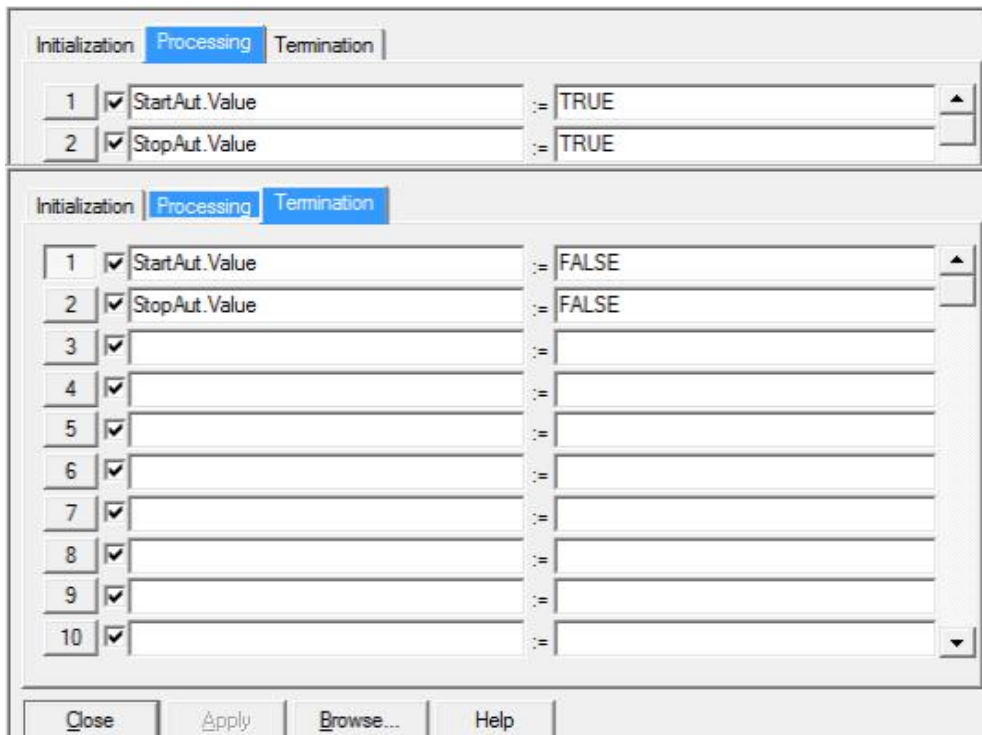 Initialization Processing Termination
1 StartAut.Value := TRUE
2 StopAut.Value := TRUE
Initialization Processing Termination
1 StartAut.Value := FALSE
2 StopAut.Value := FALSE
3 :=
4 :=
5 :=
6 :=
7 :=
8 :=
9 :=
10 :=
Close Apply Browse... Help